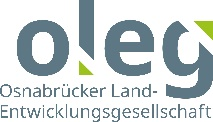 oleg
Osnabrücker Land-
Entwicklungsgesellschaft